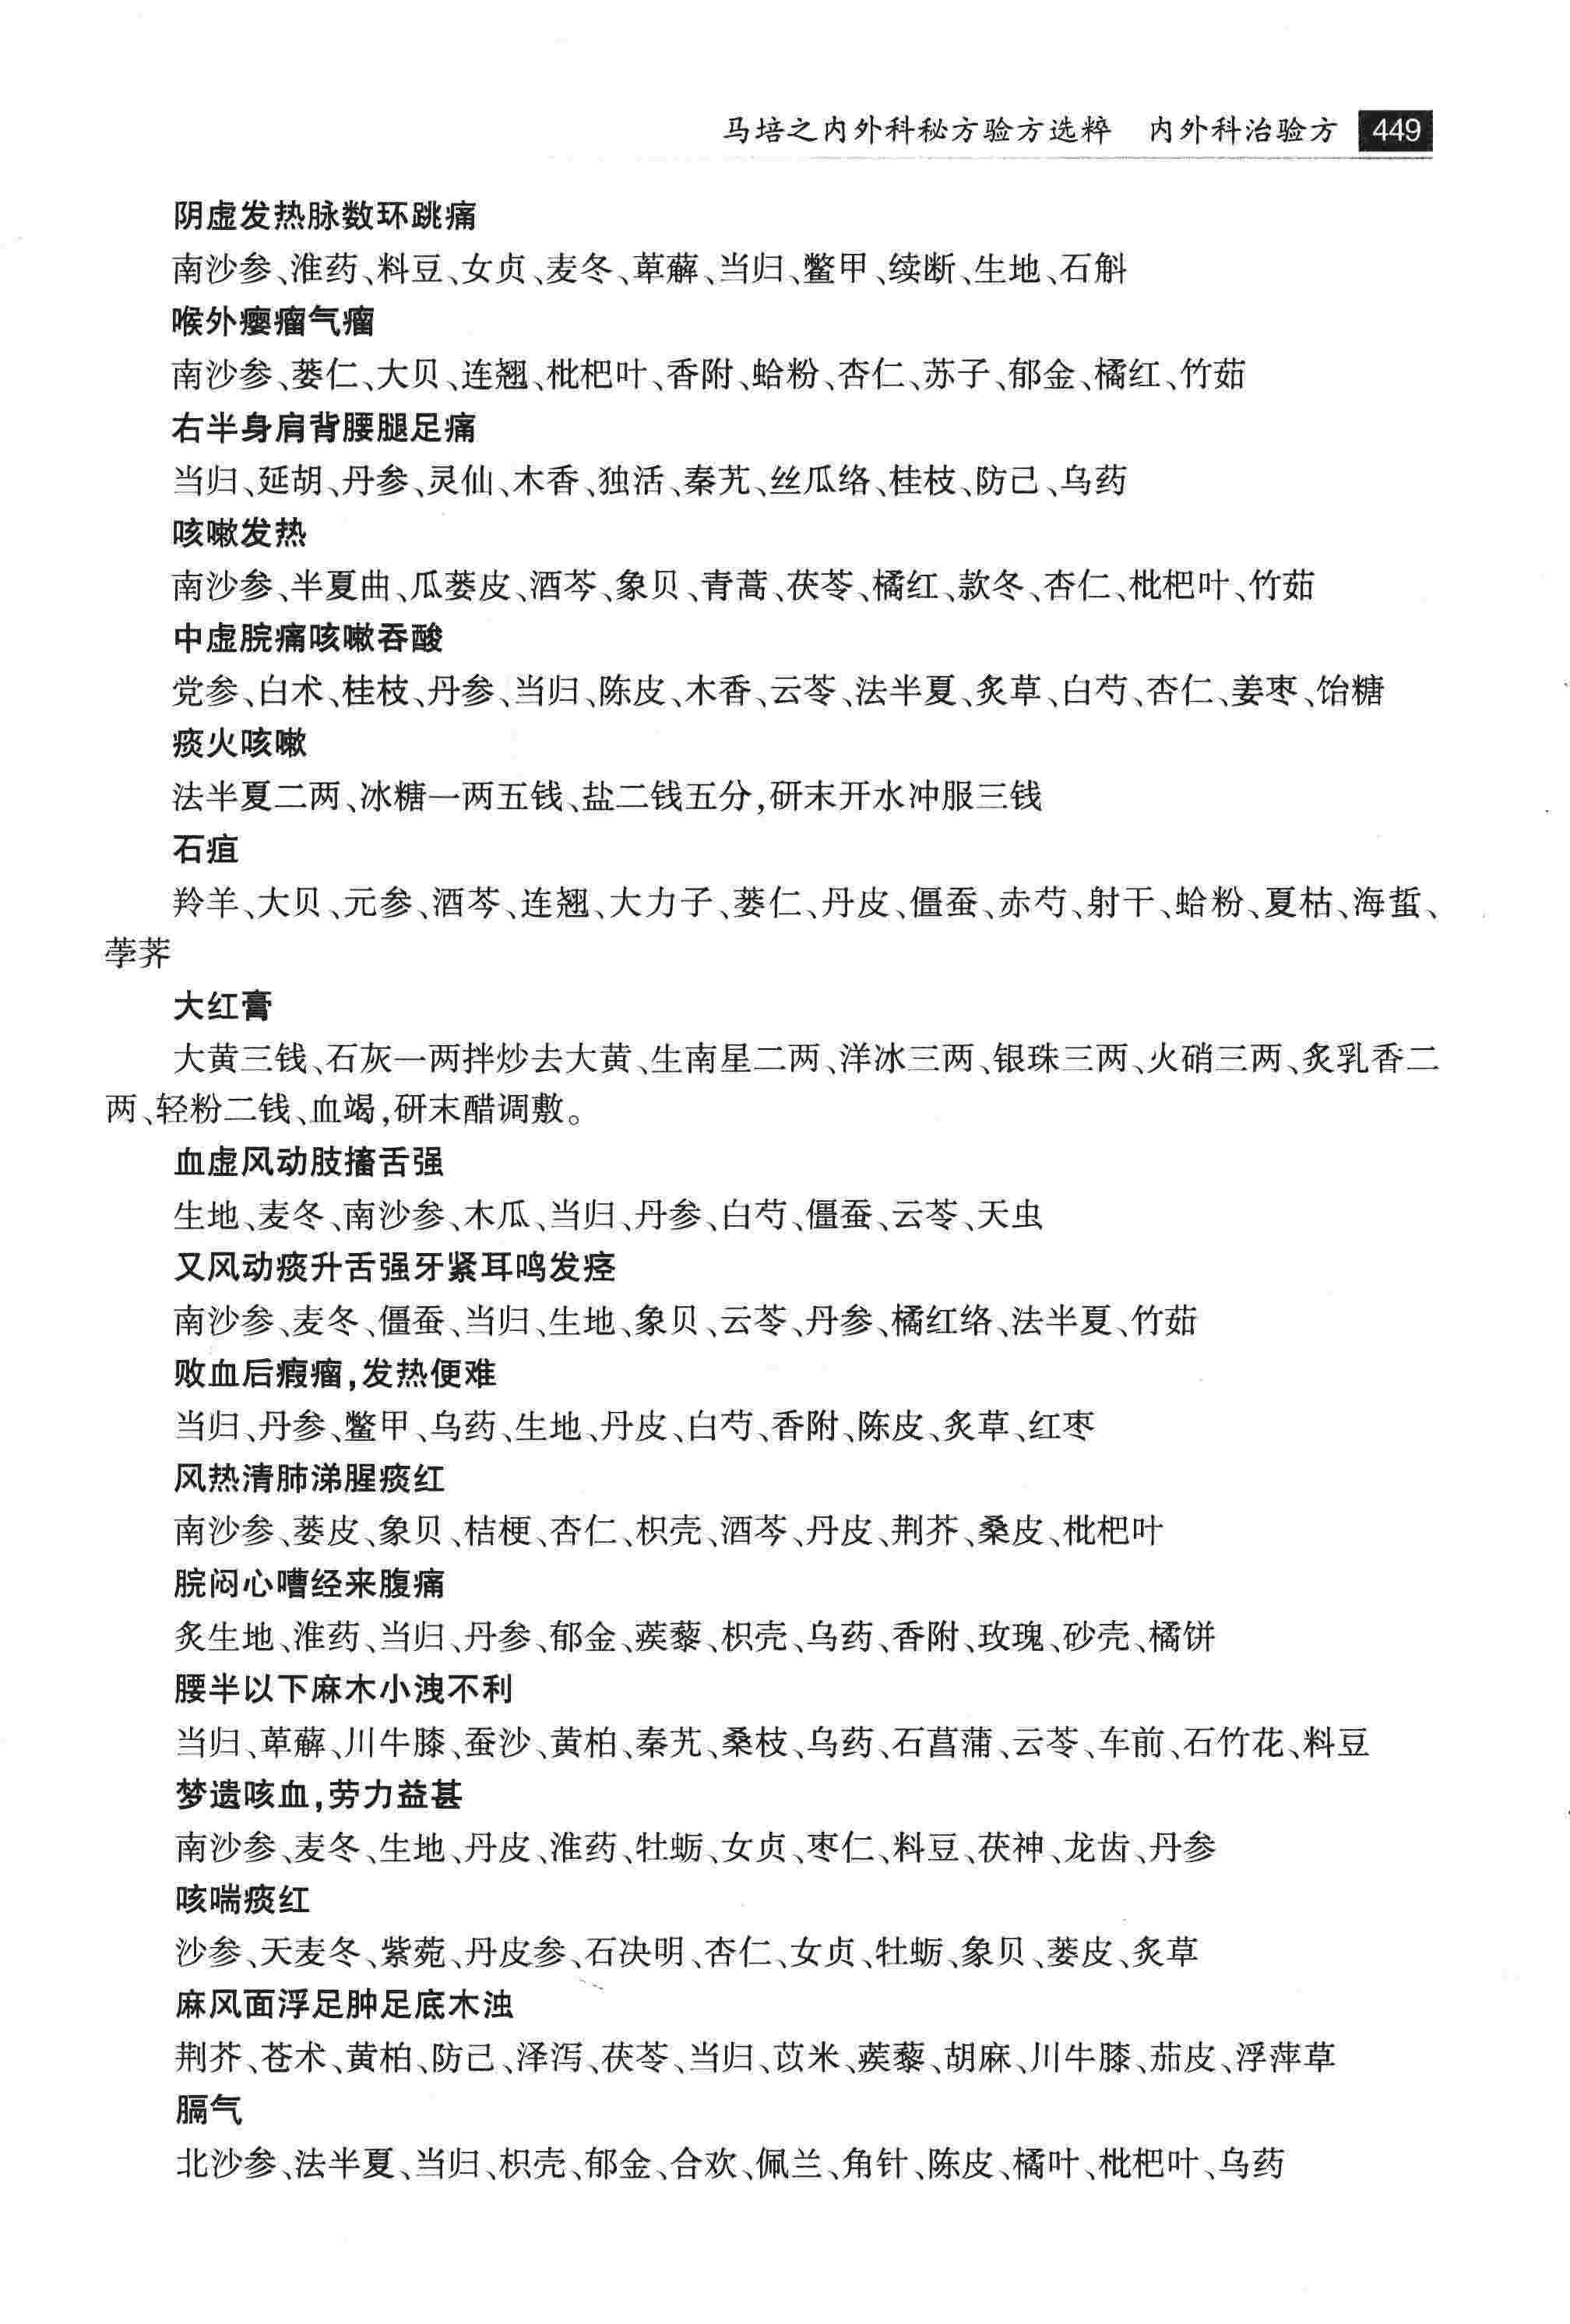 马培之内外科秘方验方选粹 内外科治验方 449
阴虚发热脉数环跳痛
南沙参、淮药、料豆、女贞、麦冬、萆薢、当归、鳖甲、续断、生地、石斛
喉外瘿瘤气瘤
南沙参、蒌仁、大贝、连翘、枇杷叶、香附、蛤粉、杏仁、苏子、郁金、橘红、竹茹
右半身肩背腰腿足痛
当归、延胡、丹参、灵仙、木香、独活、秦艽、丝瓜络、桂枝、防己、乌药
咳嗽发热
南沙参、半夏曲、瓜蒌皮、酒芩、象贝、青蒿、茯苓、橘红、款冬、杏仁、枇杷叶、竹茹
中虚脘痛咳嗽吞酸
党参、白术、桂枝、丹参、当归、陈皮、木香、云苓、法半夏、炙草、白芍、杏仁、姜枣、饴糖
痰火咳嗽
法半夏二两、冰糖一两五钱、盐二钱五分,研末开水冲服三钱
石疽
羚羊、大贝、元参、酒芩、连翘、大力子、蒌仁、丹皮、僵蚕、赤芍、射干、蛤粉、夏枯、海蜇、
荸荠
大红膏
大黄三钱、石灰一两拌炒去大黄、生南星二两、洋冰三两、银珠三两、火硝三两、炙乳香二
两、轻粉二钱、血竭,研末醋调敷。
血虚风动肢搐舌强
生地、麦冬、南沙参、木瓜、当归、丹参、白芍、僵蚕、云苓、天虫
又风动痰升舌强牙紧耳鸣发痉
南沙参、麦冬、僵蚕、当归、生地、象贝、云苓、丹参、橘红络、法半夏、竹茹
败血后瘕瘤,发热便难
当归、丹参、鳖甲、乌药、生地、丹皮、白芍、香附、陈皮、炙草、红枣
风热清肺涕腥痰红
南沙参、蒌皮、象贝、桔梗、杏仁、枳壳、酒芩、丹皮、荆芥、桑皮、枇杷叶
脘闷心嘈经来腹痛
炙生地、淮药、当归、丹参、郁金、蒺藜、枳壳、乌药、香附、玫瑰、砂壳、橘饼
腰半以下麻木小洩不利
当归、萆薢、川牛膝、蚕沙、黄柏、秦艽、桑枝、乌药、石菖蒲、云苓、车前、石竹花、料豆
梦遗咳血,劳力益甚
南沙参、麦冬、生地、丹皮、淮药、牡蛎、女贞、枣仁、料豆、茯神、龙齿、丹参
咳喘痰红
沙参、天麦冬、紫菀、丹皮参、石决明、杏仁、女贞、牡蛎、象贝、蒌皮、炙草
麻风面浮足肿足底木浊
荆芥、苍术、黄柏、防己、泽泻、茯苓、当归、苡米、蒺藜、胡麻、川牛膝、茄皮、浮萍草
膈气
北沙参、法半夏、当归、枳壳、郁金、合欢、佩兰、角针、陈皮、橘叶、枇杷叶、乌药